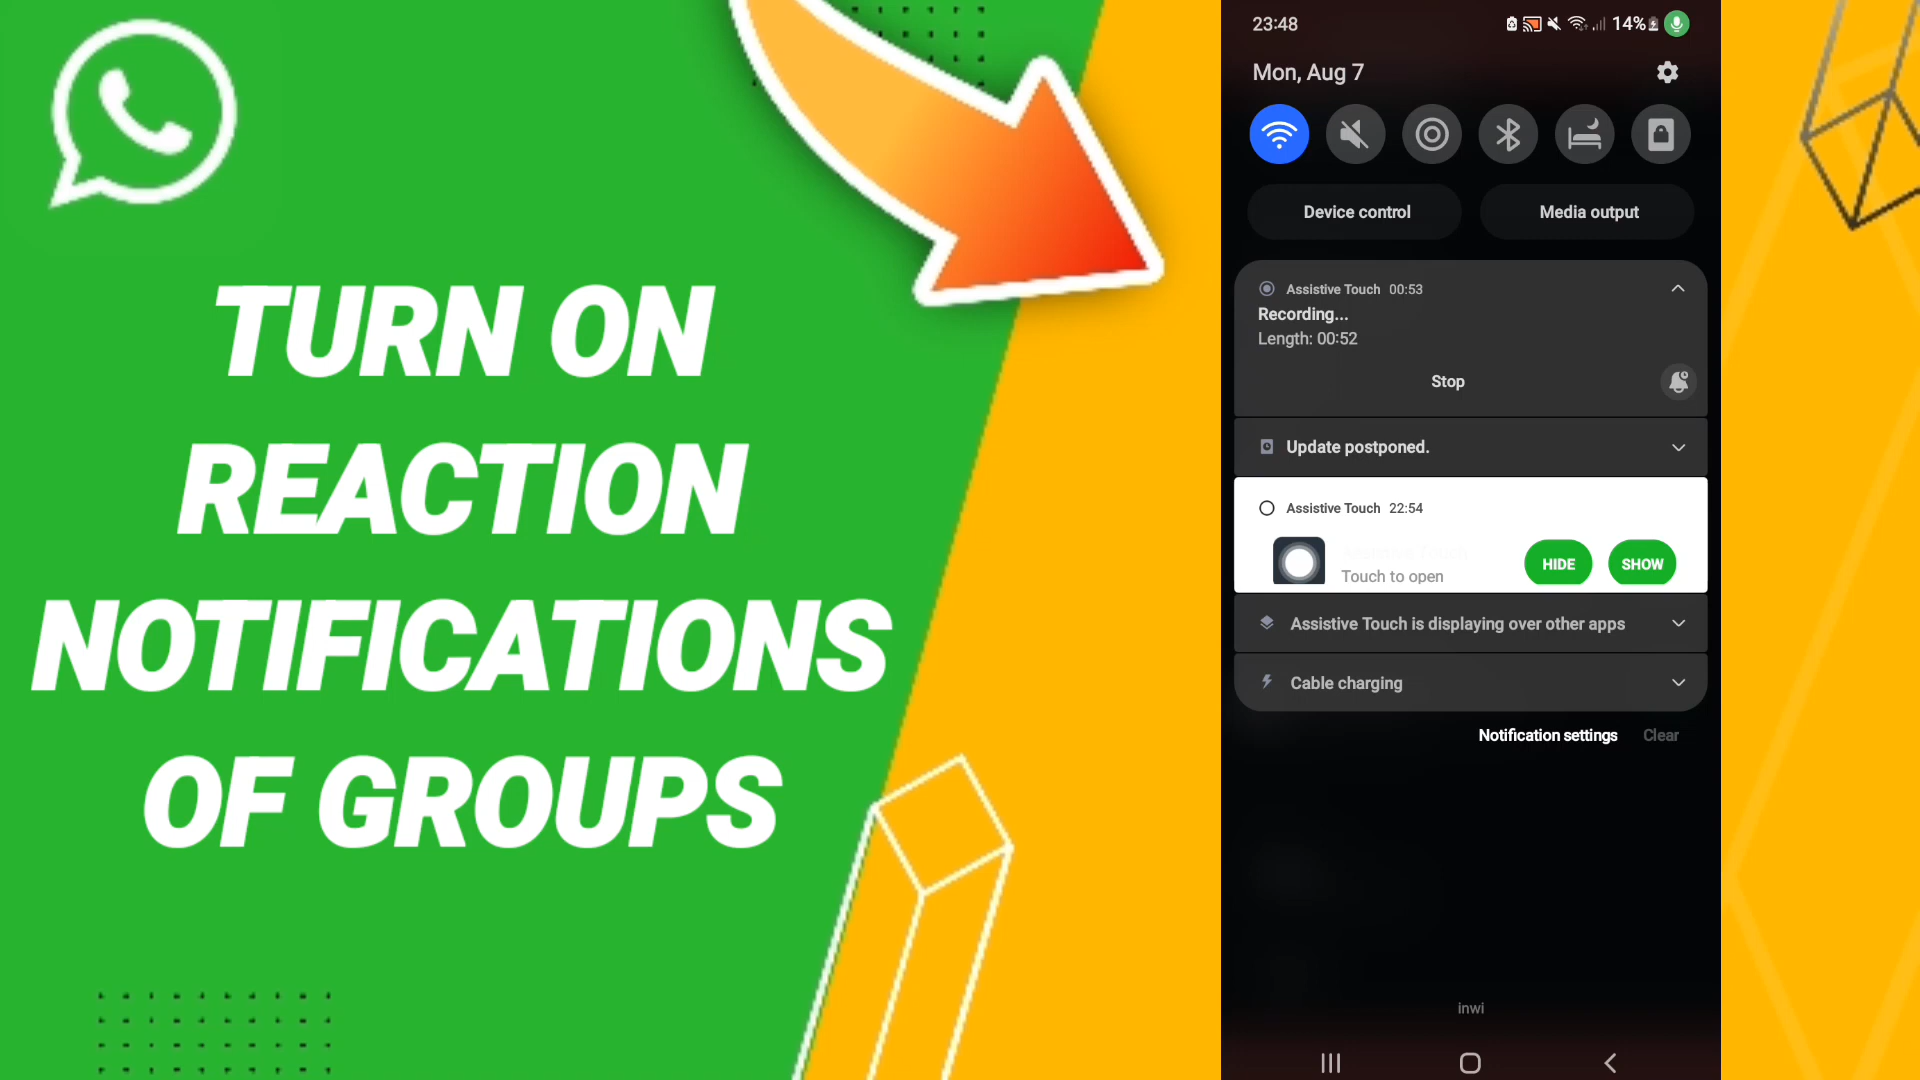 TURN ON
REACTION
NOTIFICATIONS
OF GROUPS
23:48
14%
Mon, Aug 7
Device control
Media output
Assistive Touch 00:53
Recording...
Length: 00:52
Stop
Update postponed.
Assistive Touch 22:54
Assistive Touch
Touch to open
HIDE
SHOW
Assistive Touch is displaying over other apps
Cable charging
Notification settings
Clear
inwi